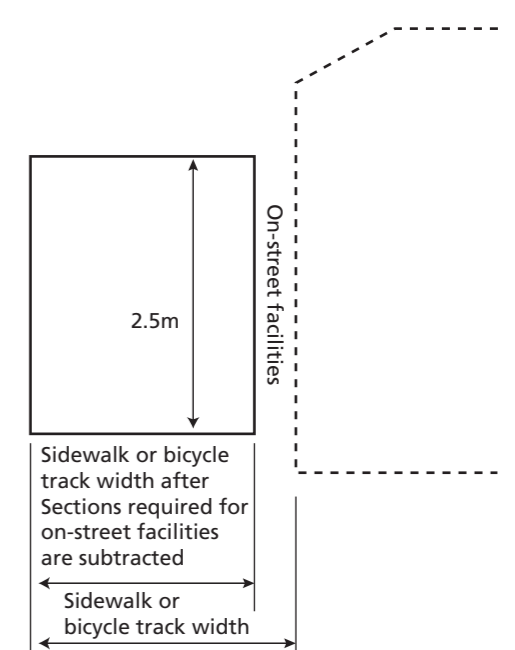 On-street facilities
2.5m
Sidewalk or bicycle
track width after
Sections required for
on-street facilities
are subtracted
Sidewalk or
bicycle track width